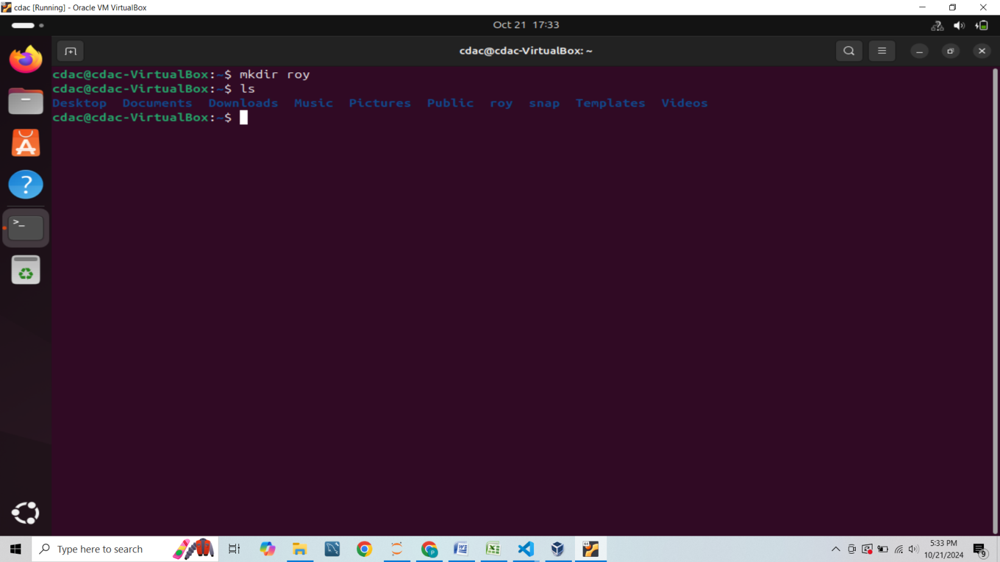 cdac [Running] - Oracle VM VirtualBox
Oct 21 17:33
cdac@cdac-VirtualBox: ~
cdac@cdac-VirtualBox:~$ mkdir roy
cdac@cdac-VirtualBox:~$ ls
Desktop Documents Downloads Music Pictures Public roy snap Templates Videos
cdac@cdac-VirtualBox:~$
Type here to search
5:33 PM
10/21/2024
9